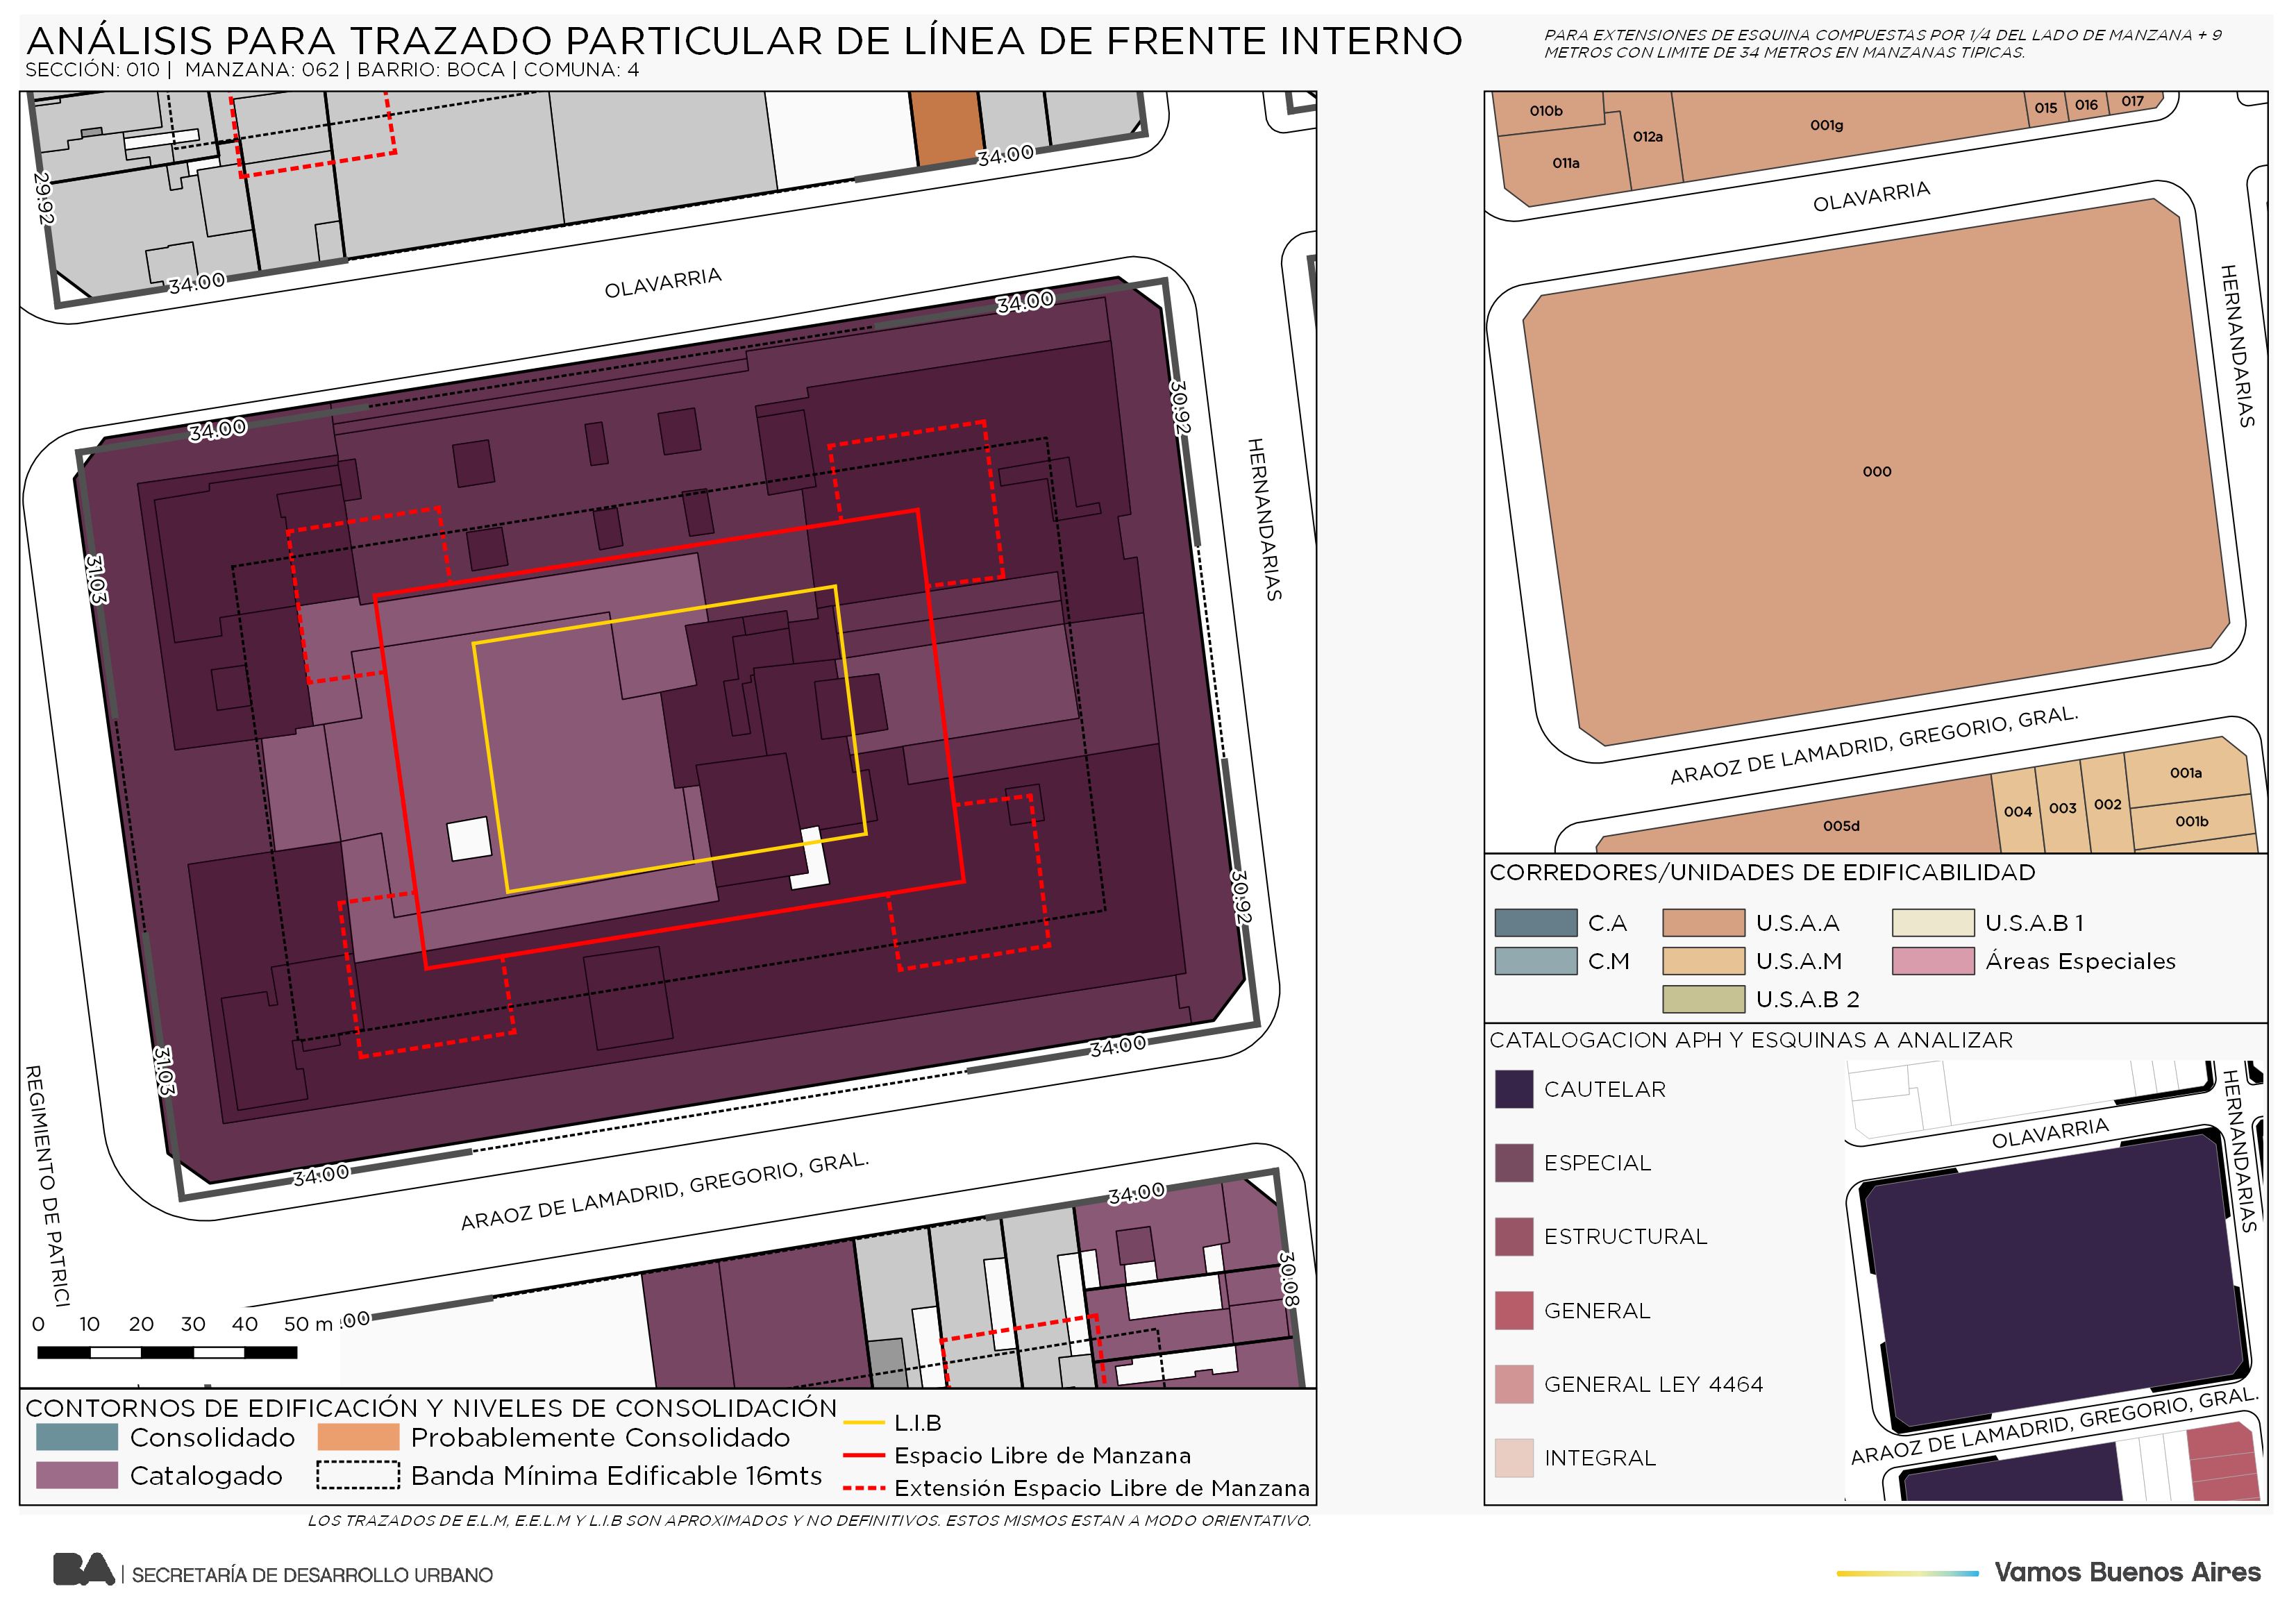 ANÁLISIS PARA TRAZADO PARTICULAR DE LÍNEA DE FRENTE INTERNO
SECCIÓN: 010 | MANZANA: 062 | BARRIO: BOCA | COMUNA: 4
PARA EXTENSIONES DE ESQUINA COMPUESTAS POR 1/4 DEL LADO DE MANZANA + 9
METROS CON LIMITE DE 34 METROS EN MANZANAS TIPICAS.
29.92
34.00
34.00
OLAVARRIA
34.00
34.00
30.92
31.03
HERNANDARIAS
30.92
31.03
34.00
34.00
REGIMIENTO DE PATRICI
ARAOZ DE LAMADRID, GREGORIO, GRAL.
34.00
30.08
:00
0 10 20 30 40 50 m
CONTORNOS DE EDIFICACIÓN Y NIVELES DE CONSOLIDACIÓN
Consolidado
Probablemente Consolidado
Catalogado
Banda Mínima Edificable 16mts
L.I.B
Espacio Libre de Manzana
Extensión Espacio Libre de Manzana
LOS TRAZADOS DE E.L.M, E.E.L.M Y L.I.B SON APROXIMADOS Y NO DEFINITIVOS. ESTOS MISMOS ESTAN A MODO ORIENTATIVO.
010b
011a
012a
001g
015
016
017
OLAVARRIA
HERNANDARIAS
000
ARAOZ DE LAMADRID, GREGORIO, GRAL.
005d
004
003
002
001a
001b
CORREDORES/UNIDADES DE EDIFICABILIDAD
C.A
U.S.A.A
U.S.A.B 1
C.M
U.S.A.M
Áreas Especiales
U.S.A.B 2
CATALOGACION APH Y ESQUINAS A ANALIZAR
CAUTELAR
ESPECIAL
ESTRUCTURAL
GENERAL
GENERAL LEY 4464
INTEGRAL
OLAVARRIA
HERNANDARIAS
ARAOZ DE LAMADRID, GREGORIO, GRAL.
BA | SECRETARÍA DE DESARROLLO URBANO
Vamos Buenos Aires